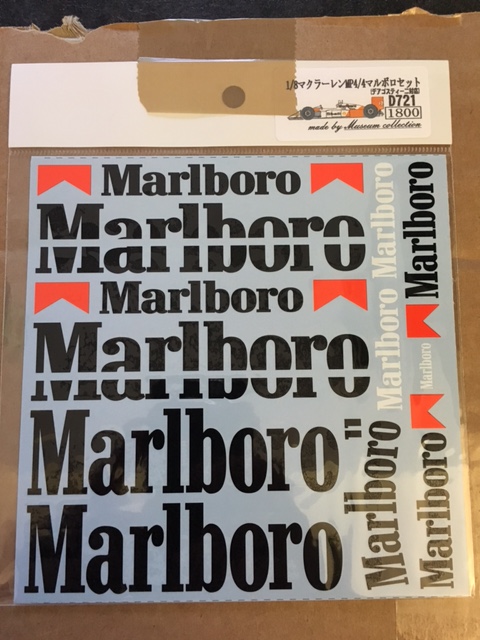 1/8マクラーレンMP4/4マルボロセット
(デアゴスティーニ対応)
D721
1800
made by Museum collection
Marlboro
Marlboro
Marlboro
Marlboro
Marlboro
Marlboro
Marlboro
Marlboro
Marlboro
Marlboro
Marlboro
Marlboro